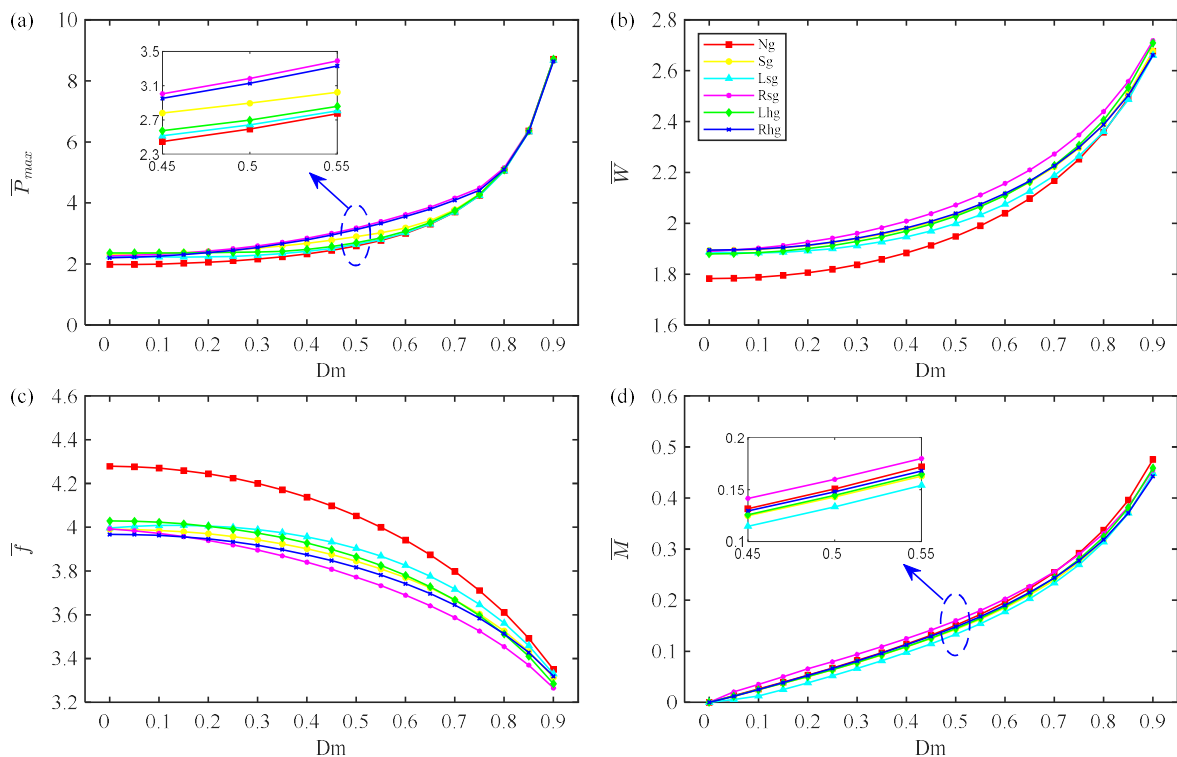 (a)
10
8
6
4
2
0
P̅max
3.5
3.1
2.7
2.3
0.45 0.5 0.55
0 0.1 0.2 0.3 0.4 0.5 0.6 0.7 0.8 0.9
Dm
(b)
2.8
2.6
2.4
2.2
2.0
1.8
1.6
W̅
Ng
Sg
Lsg
Rsg
Lhg
Rhg
0 0.1 0.2 0.3 0.4 0.5 0.6 0.7 0.8 0.9
Dm
(c)
4.6
4.4
4.2
4.0
3.8
3.6
3.4
3.2
f̅
0 0.1 0.2 0.3 0.4 0.5 0.6 0.7 0.8 0.9
Dm
(d)
0.6
0.5
0.4
0.3
0.2
0.1
0
M̅
0.2
0.15
0.1
0.45 0.5 0.55
0 0.1 0.2 0.3 0.4 0.5 0.6 0.7 0.8 0.9
Dm